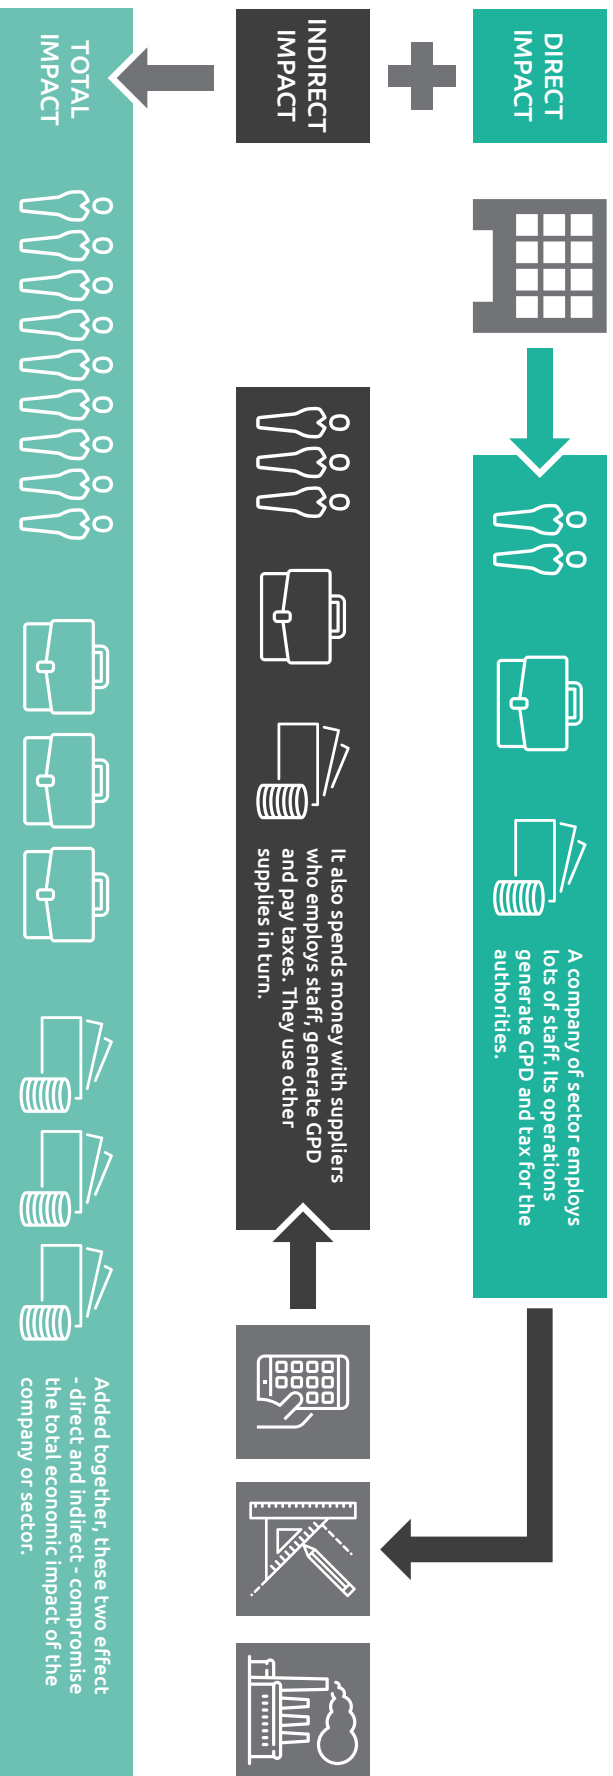 DIRECT
IMPACT
A company of sector employs
lots of staff. Its operations
generate GPD and tax for the
authorities.
INDIRECT
IMPACT
It also spends money with suppliers
who employs staff, generate GPD
and pay taxes. They use other
supplies in turn.
TOTAL
IMPACT
Added together, these two effect
- direct and indirect - compromise
the total economic impact of the
company or sector.